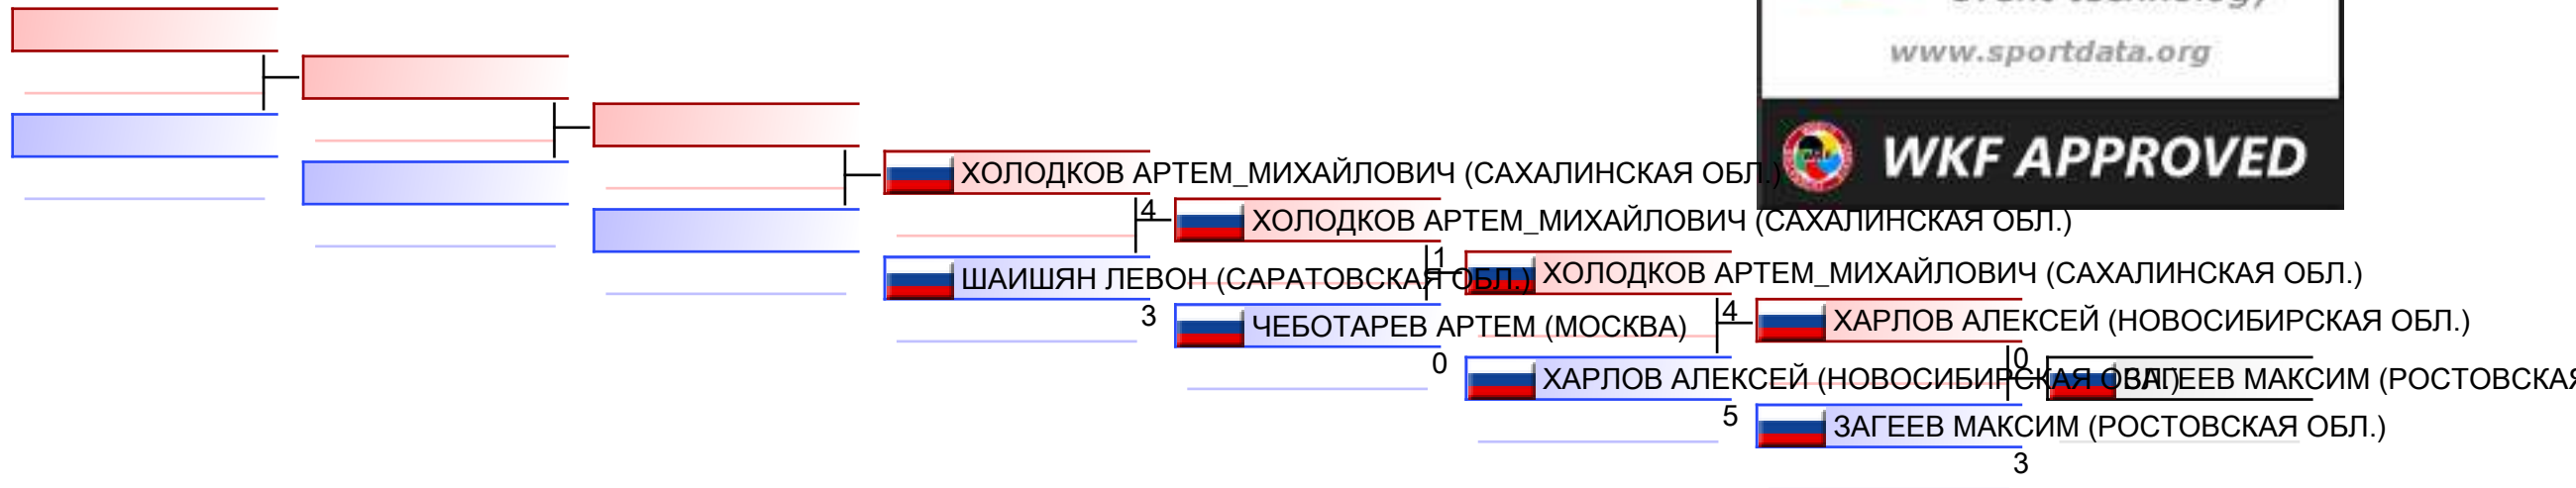 www.sportdata.org
WKF APPROVED
ХОЛОДКОВ АРТЕМ_МИХАЙЛОВИЧ (САХАЛИНСКАЯ ОБЛ.)
4
ХОЛОДКОВ АРТЕМ_МИХАЙЛОВИЧ (САХАЛИНСКАЯ ОБЛ.)
ШАИШЯН ЛЕВОН (САРАТОВСКАЯ ОБЛ.)
3
1
ХОЛОДКОВ АРТЕМ_МИХАЙЛОВИЧ (САХАЛИНСКАЯ ОБЛ.)
ЧЕБОТАРЕВ АРТЕМ (МОСКВА)
0
4
ХАРЛОВ АЛЕКСЕЙ (НОВОСИБИРСКАЯ ОБЛ.)
ХАРЛОВ АЛЕКСЕЙ (НОВОСИБИРСКАЯ ОБЛ.)
5
0
ЗАГЕЕВ МАКСИМ (РОСТОВСКАЯ
ЗАГЕЕВ МАКСИМ (РОСТОВСКАЯ ОБЛ.)
3